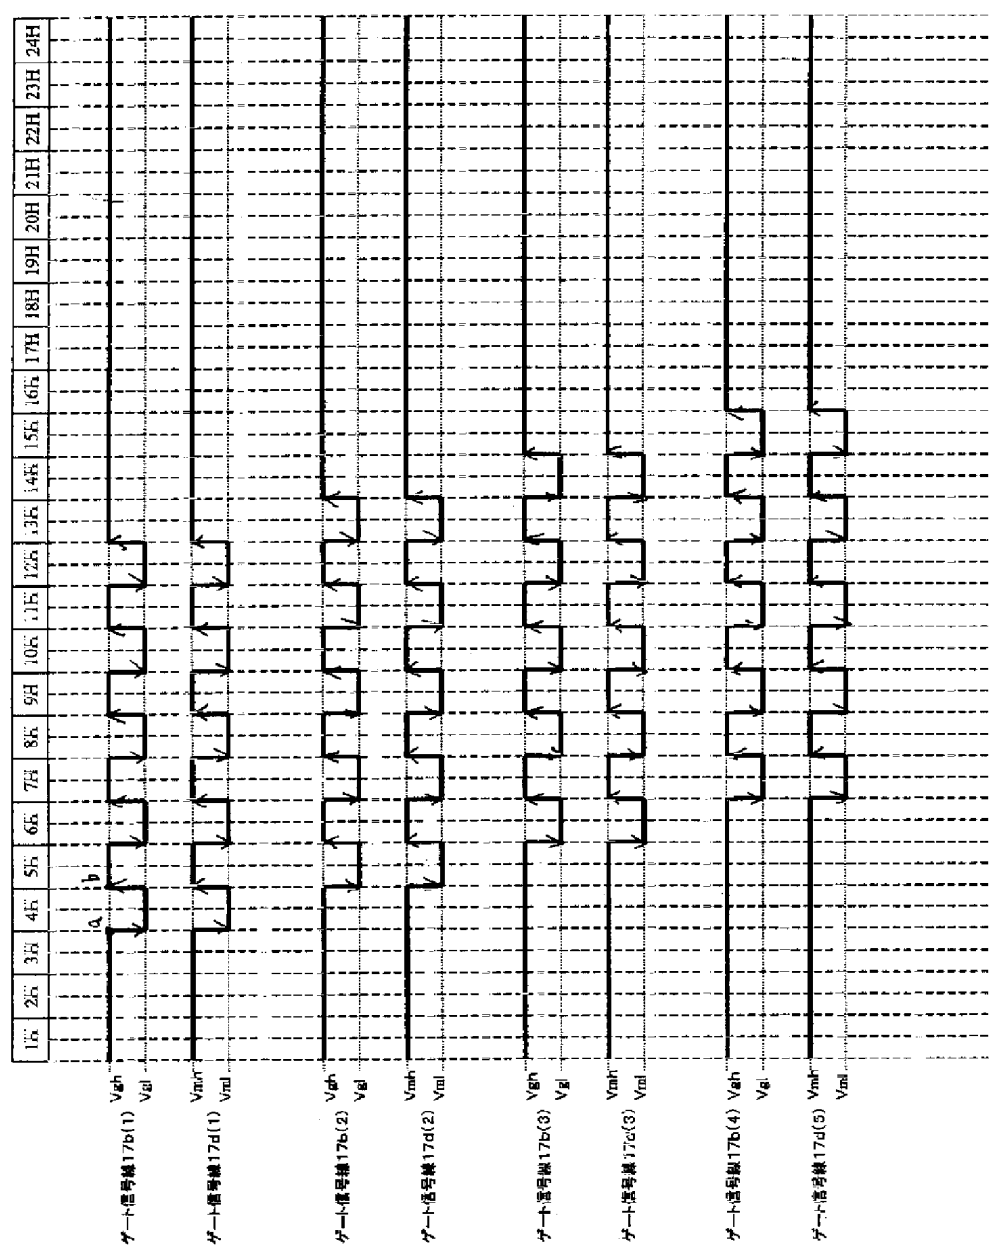 1H 2H 3H 4H 5H 6H 7H 8H 9H 10H 11H 12H 13H 14H 15H 16H 17H 18H 19H 20H 21H 22H 23H 24H
a b
Vgh
ゲート信号線17b(1)
Vgl
Vmh
ゲート信号線17d(1)
Vml
Vgh
ゲート信号線17b(2)
Vgl
Vmh
ゲート信号線17d(2)
Vml
Vgh
ゲート信号線17b(3)
Vgl
Vmh
ゲート信号線17d(3)
Vml
Vgh
ゲート信号線17b(4)
Vgl
Vmh
ゲート信号線17d(5)
Vml